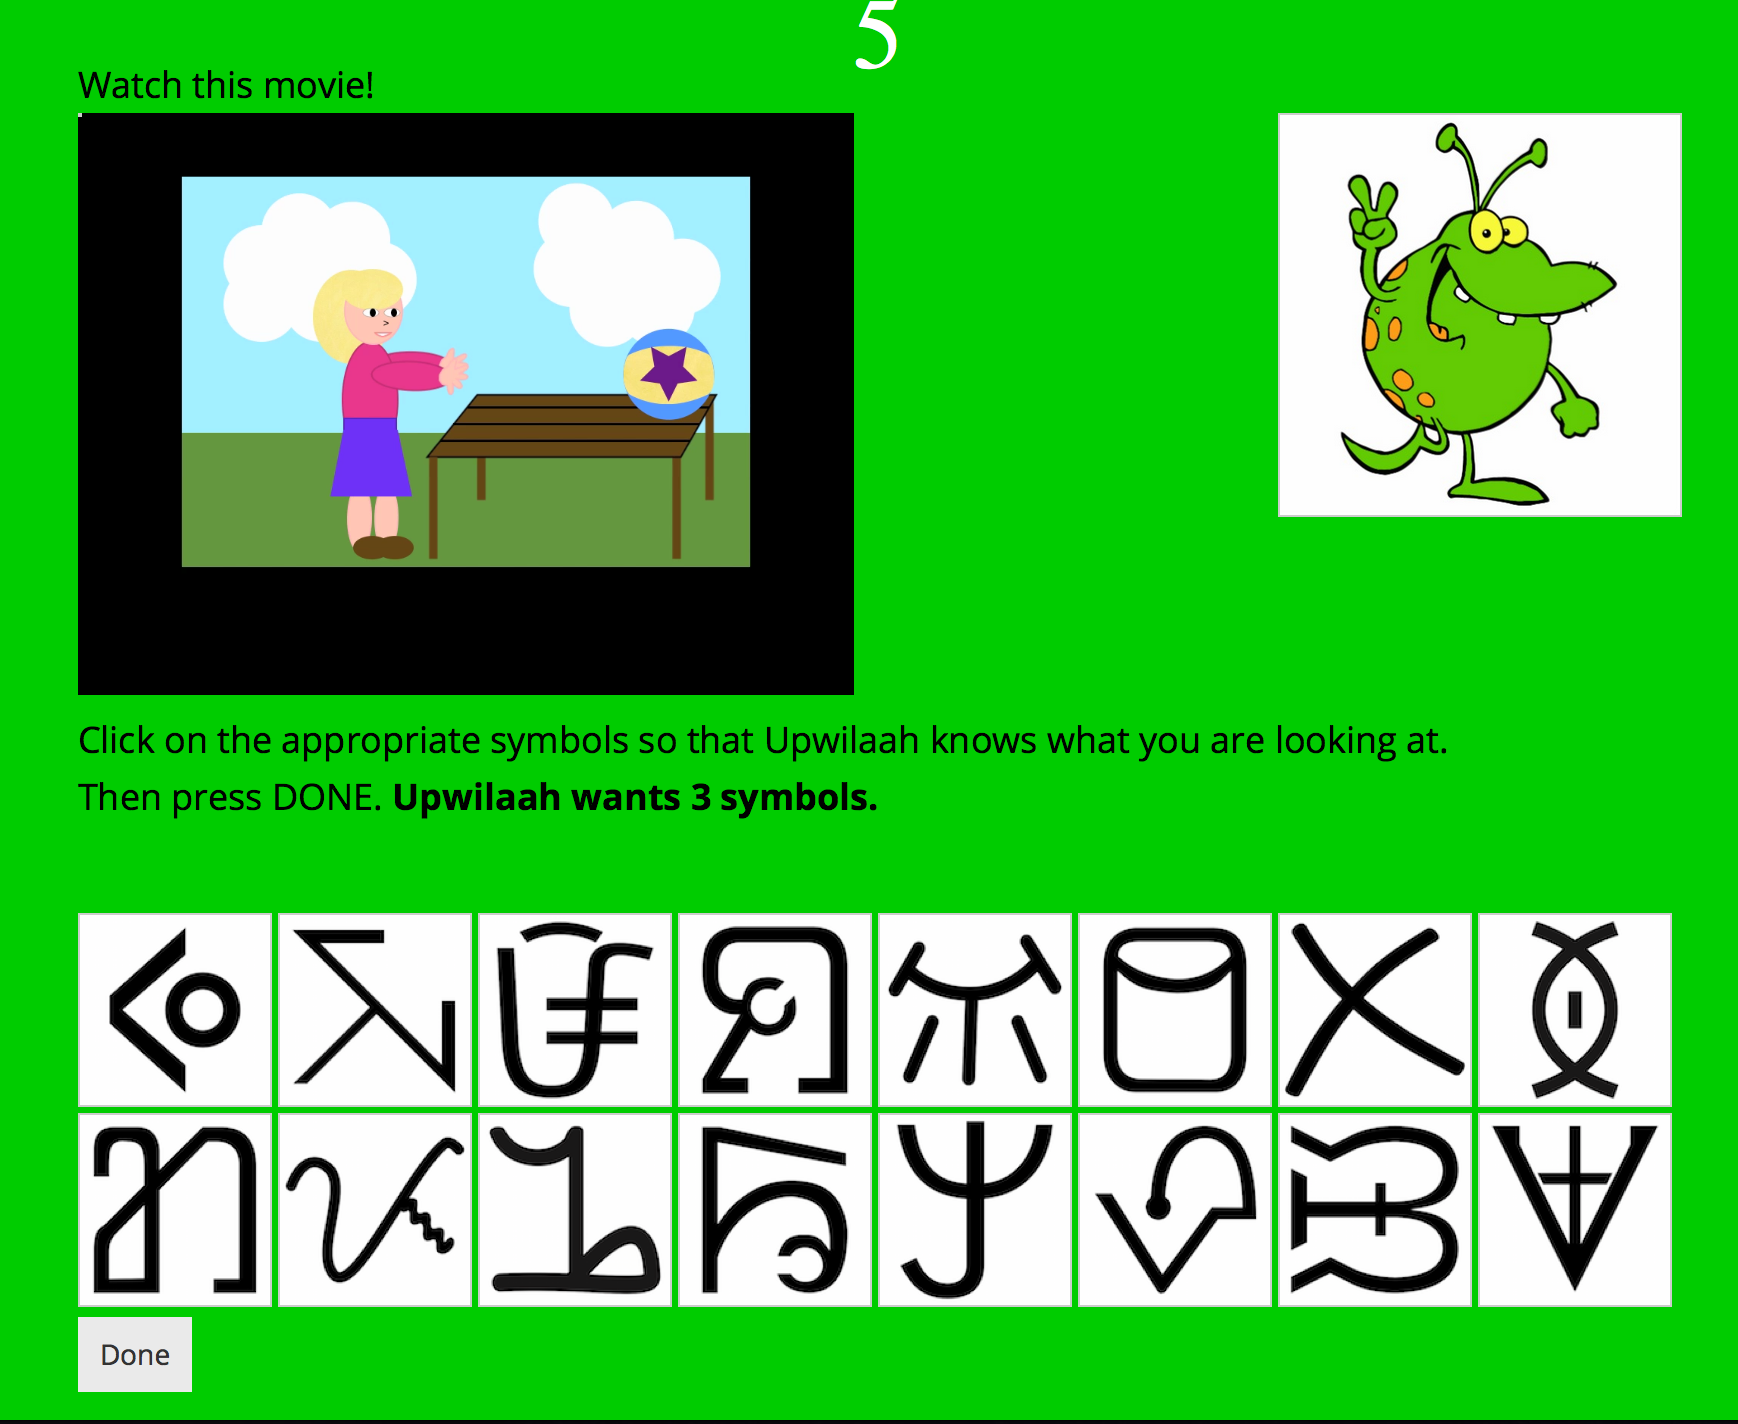 5
Watch this movie!
Click on the appropriate symbols so that Upwilaah knows what you are looking at.
Then press DONE. Upwilaah wants 3 symbols.
Done